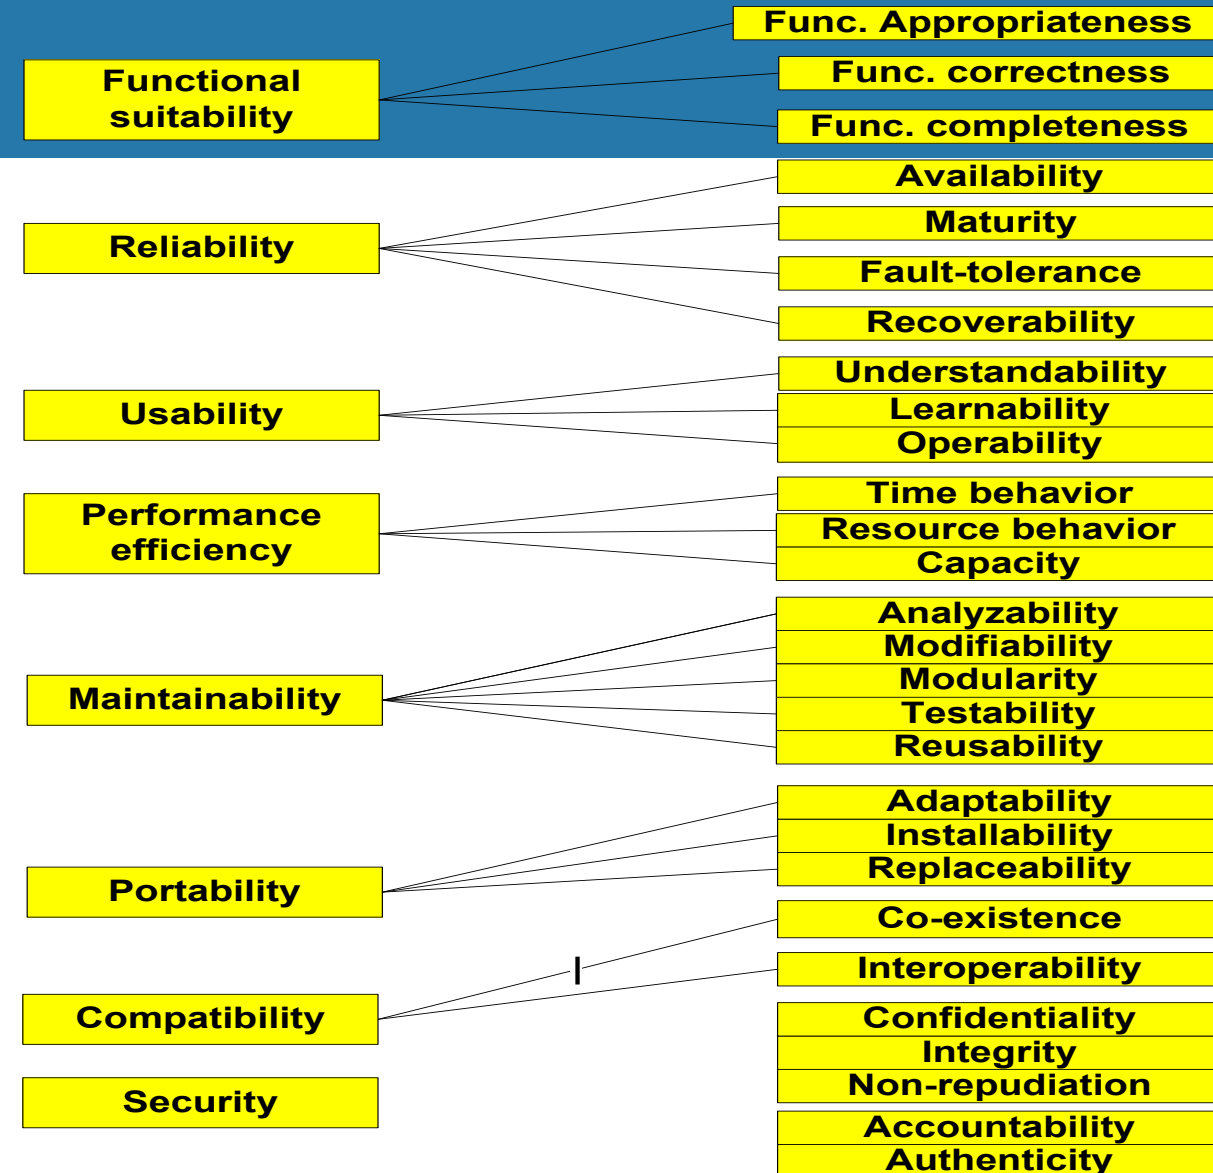 Func. Appropriateness
Functional
suitability
Func. correctness
Func. completeness
Reliability
Availability
Maturity
Fault-tolerance
Recoverability
Usability
Understandability
Learnability
Operability
Performance
efficiency
Time behavior
Resource behavior
Capacity
Maintainability
Analyzability
Modifiability
Modularity
Testability
Reusability
Portability
Adaptability
Installability
Replaceability
Compatibility
Co-existence
I
Interoperability
Security
Confidentiality
Integrity
Non-repudiation
Accountability
Authenticity